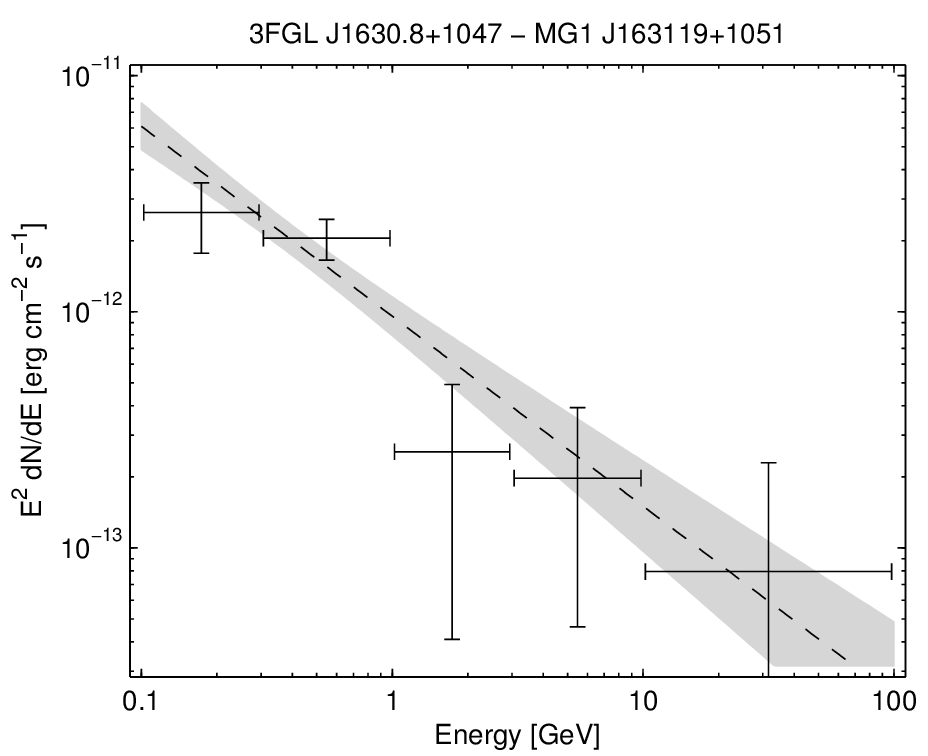 3FGL J1630.8+1047 − MG1 J163119+1051
E² dN/dE [erg cm⁻² s⁻¹]
10⁻¹¹
10⁻¹²
10⁻¹³
0.1 1 10 100
Energy [GeV]